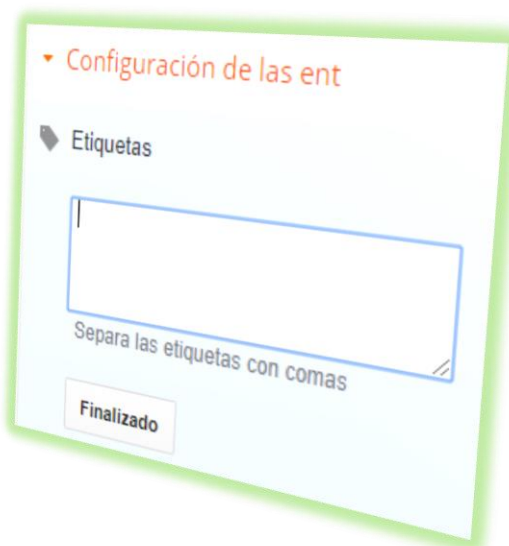 Configuración de las ent
Etiquetas
Separa las etiquetas con comas
Finalizado